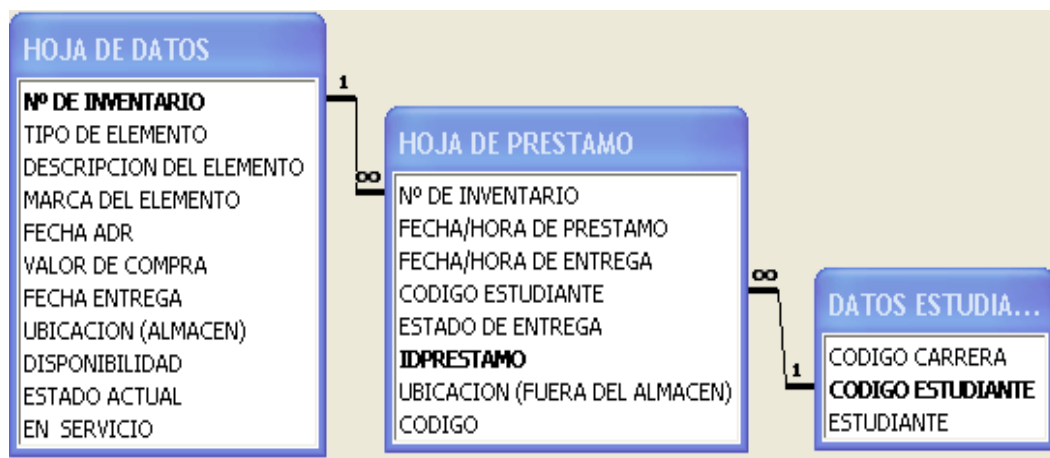 HOJA DE DATOS
Nº DE INVENTARIO
TIPO DE ELEMENTO
DESCRIPCION DEL ELEMENTO
MARCA DEL ELEMENTO
FECHA ADR
VALOR DE COMPRA
FECHA ENTREGA
UBICACION (ALMACEN)
DISPONIBILIDAD
ESTADO ACTUAL
EN SERVICIO
1
∞
HOJA DE PRESTAMO
Nº DE INVENTARIO
FECHA/HORA DE PRESTAMO
FECHA/HORA DE ENTREGA
CODIGO ESTUDIANTE
ESTADO DE ENTREGA
IDPRESTAMO
UBICACION (FUERA DEL ALMACEN)
CODIGO
∞
1
DATOS ESTUDIA...
CODIGO CARRERA
CODIGO ESTUDIANTE
ESTUDIANTE